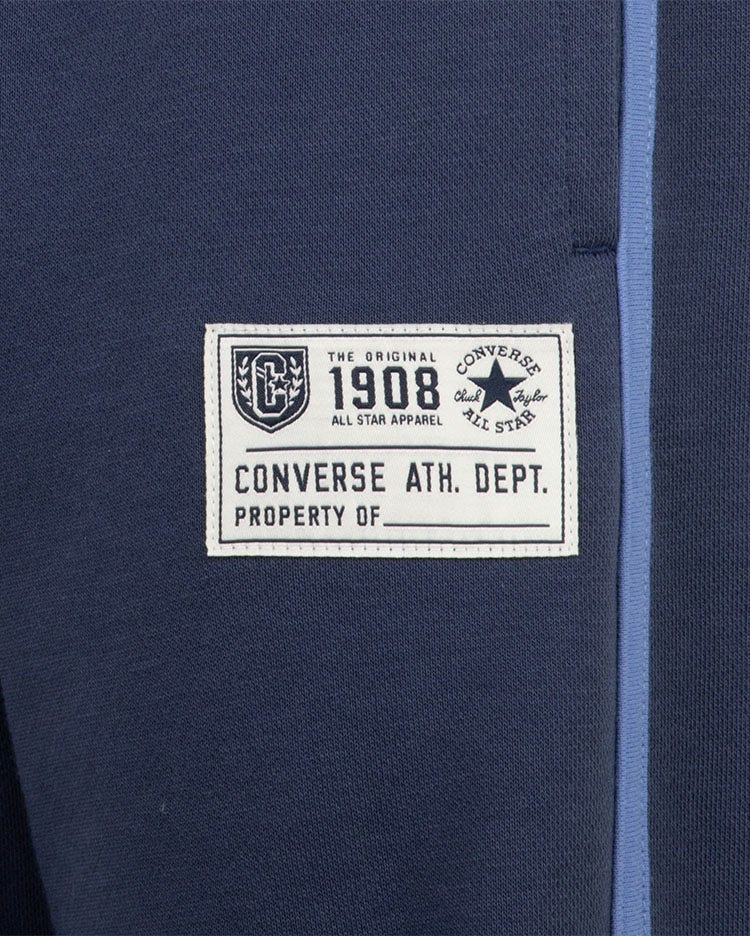 C
THE ORIGINAL
1908
ALL STAR APPAREL
CONVERSE
Chuck Taylor
ALL STAR
CONVERSE ATH. DEPT.
PROPERTY OF